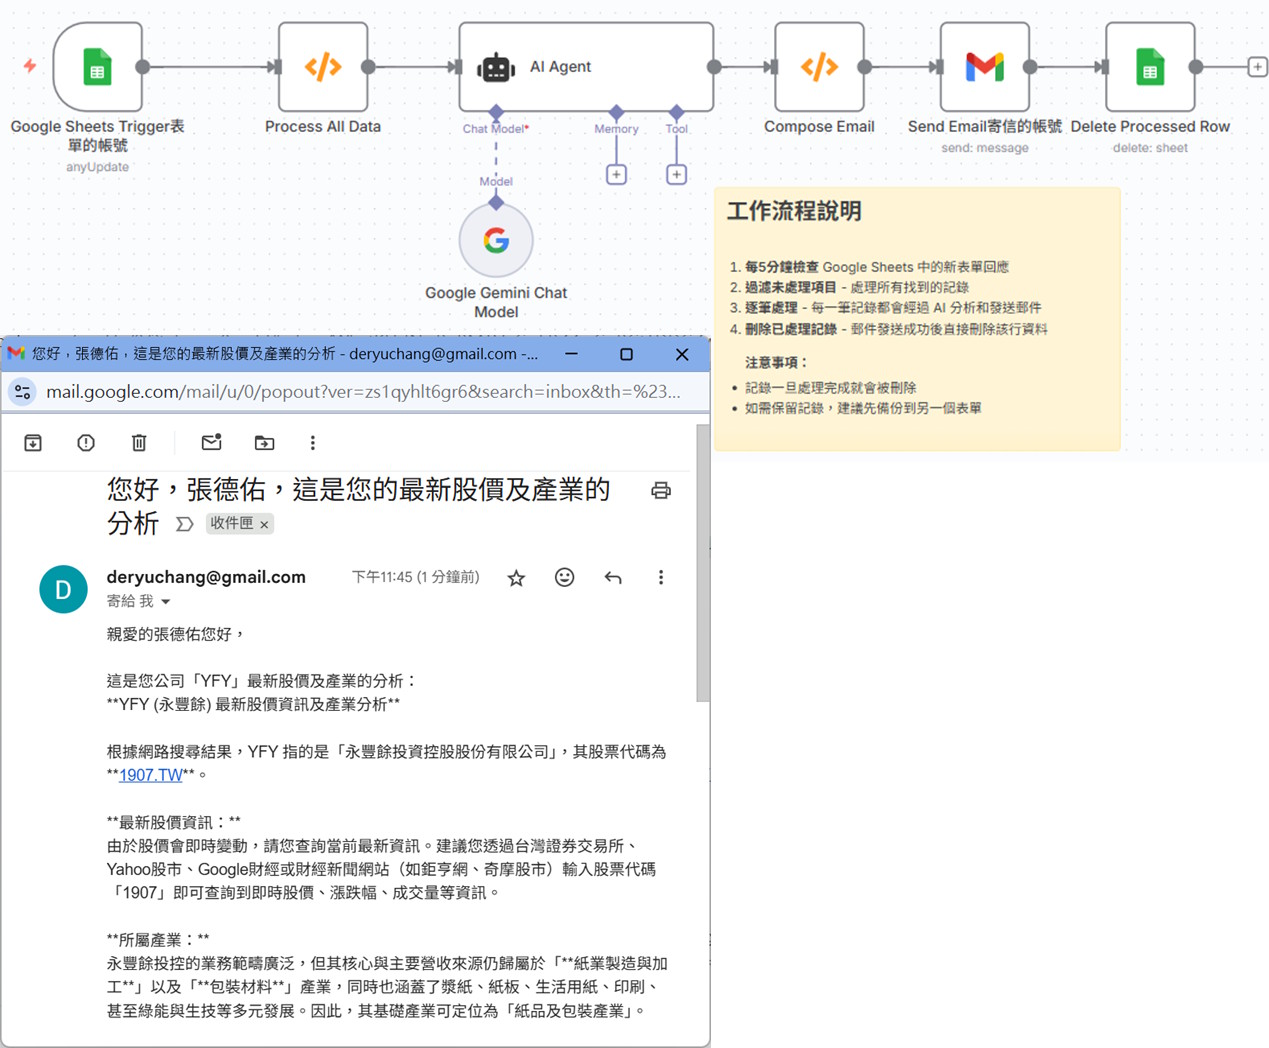 AI Agent
Google Sheets Trigger表
單的帳號
anyUpdate
Process All Data
Chat Model*
Memory
Tool
Compose Email
Send Email寄信的帳號
send: message
Delete Processed Row
delete: sheet
Model
Google Gemini Chat
Model
工作流程說明
1. 每5分鐘檢查 Google Sheets 中的新表單回應
2. 過濾未處理項目 - 處理所有找到的記錄
3. 逐筆處理 - 每一筆記錄都會經過 AI 分析和發送郵件
4. 刪除已處理記錄 - 郵件發送成功後直接刪除該行資料
注意事項：
• 記錄一旦處理完成就會被刪除
• 如需保留記錄，建議先備份到另一個表單
您好，張德佑，這是您的最新股價及產業的分析 - deryuchang@gmail.com -...
mail.google.com/mail/u/0/popout?ver=zs1qyhlt6gr6&search=inbox&th=%23...
您好，張德佑，這是您的最新股價及產業的
分析 收件匣 ×
D
deryuchang@gmail.com 下午11:45 (1 分鐘前)
寄給 我
親愛的張德佑您好，
這是您公司「YFY」最新股價及產業的分析：
**YFY (永豐餘) 最新股價資訊及產業分析**
根據網路搜尋結果，YFY 指的是「永豐餘投資控股股份有限公司」，其股票代碼為
**1907.TW**。
**最新股價資訊：**
由於股價會即時變動，請您查詢當前最新資訊。建議您透過台灣證券交易所、
Yahoo股市、Google財經或財經新聞網站（如鉅亨網、奇摩股市）輸入股票代碼
「1907」即可查詢到即時股價、漲跌幅、成交量等資訊。
**所屬產業：**
永豐餘投控的業務範疇廣泛，但其核心與主要營收來源仍歸屬於「**紙業製造與加
工**」以及「**包裝材料**」產業，同時也涵蓋了漿紙、紙板、生活用紙、印刷、
甚至綠能與生技等多元發展。因此，其基礎產業可定位為「紙品及包裝產業」。